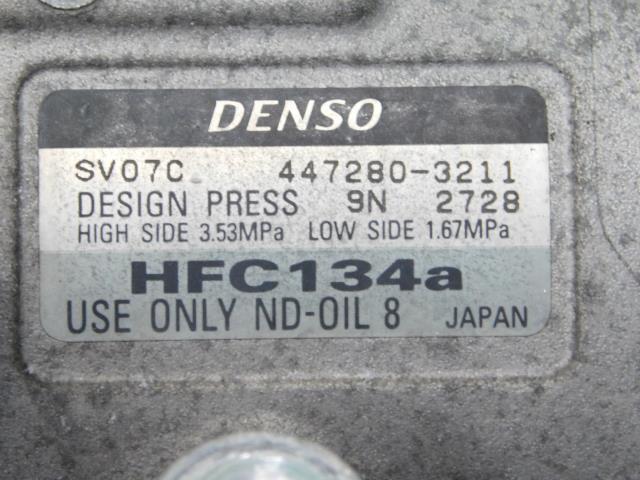 DENSO
SV07C 447280-3211
DESIGN PRESS 9N 2728
HIGH SIDE 3.53MPa LOW SIDE 1.67MPa
HFC134a
USE ONLY ND-OIL 8 JAPAN